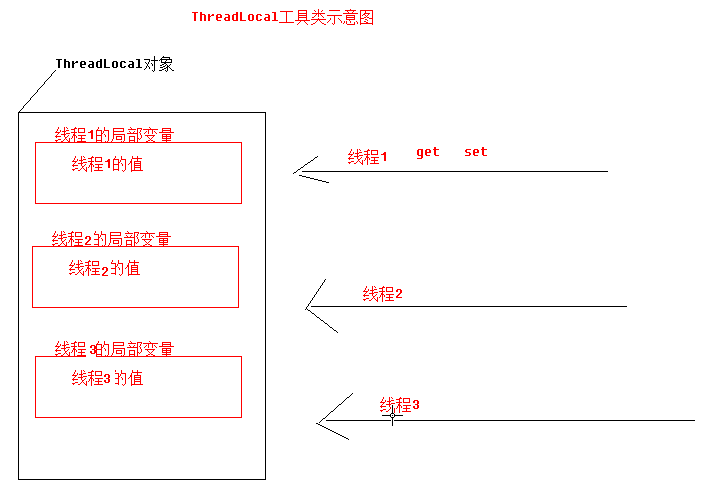 ThreadLocal工具类示意图
ThreadLocal对象
线程1的局部变量
线程1的值
线程1 get set
线程2的局部变量
线程2的值
线程2
线程3的局部变量
线程3的值
线程3